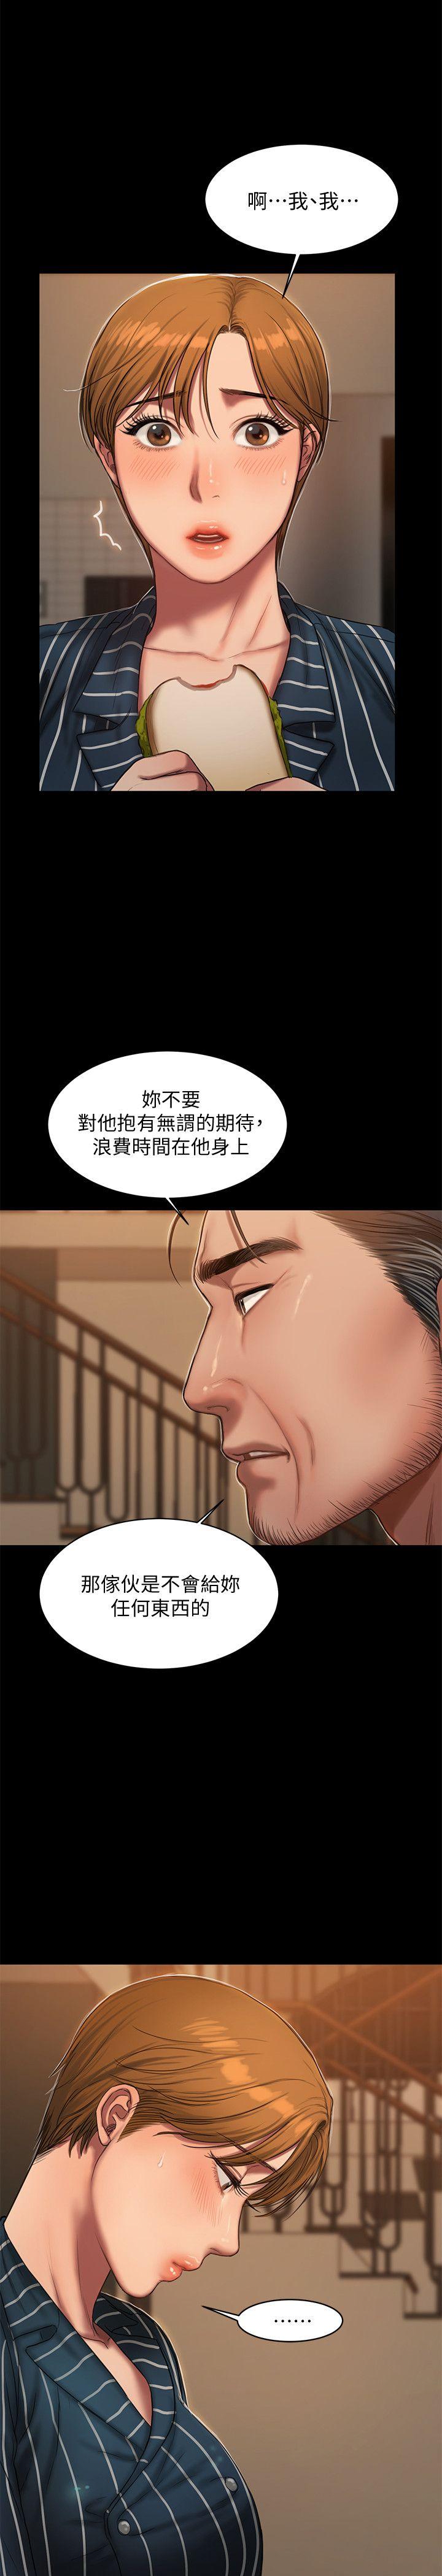 啊⋯我、我⋯
妳不要
對他抱有無謂的期待，
浪費時間在他身上
那傢伙是不會給妳
任何東西的
⋯⋯